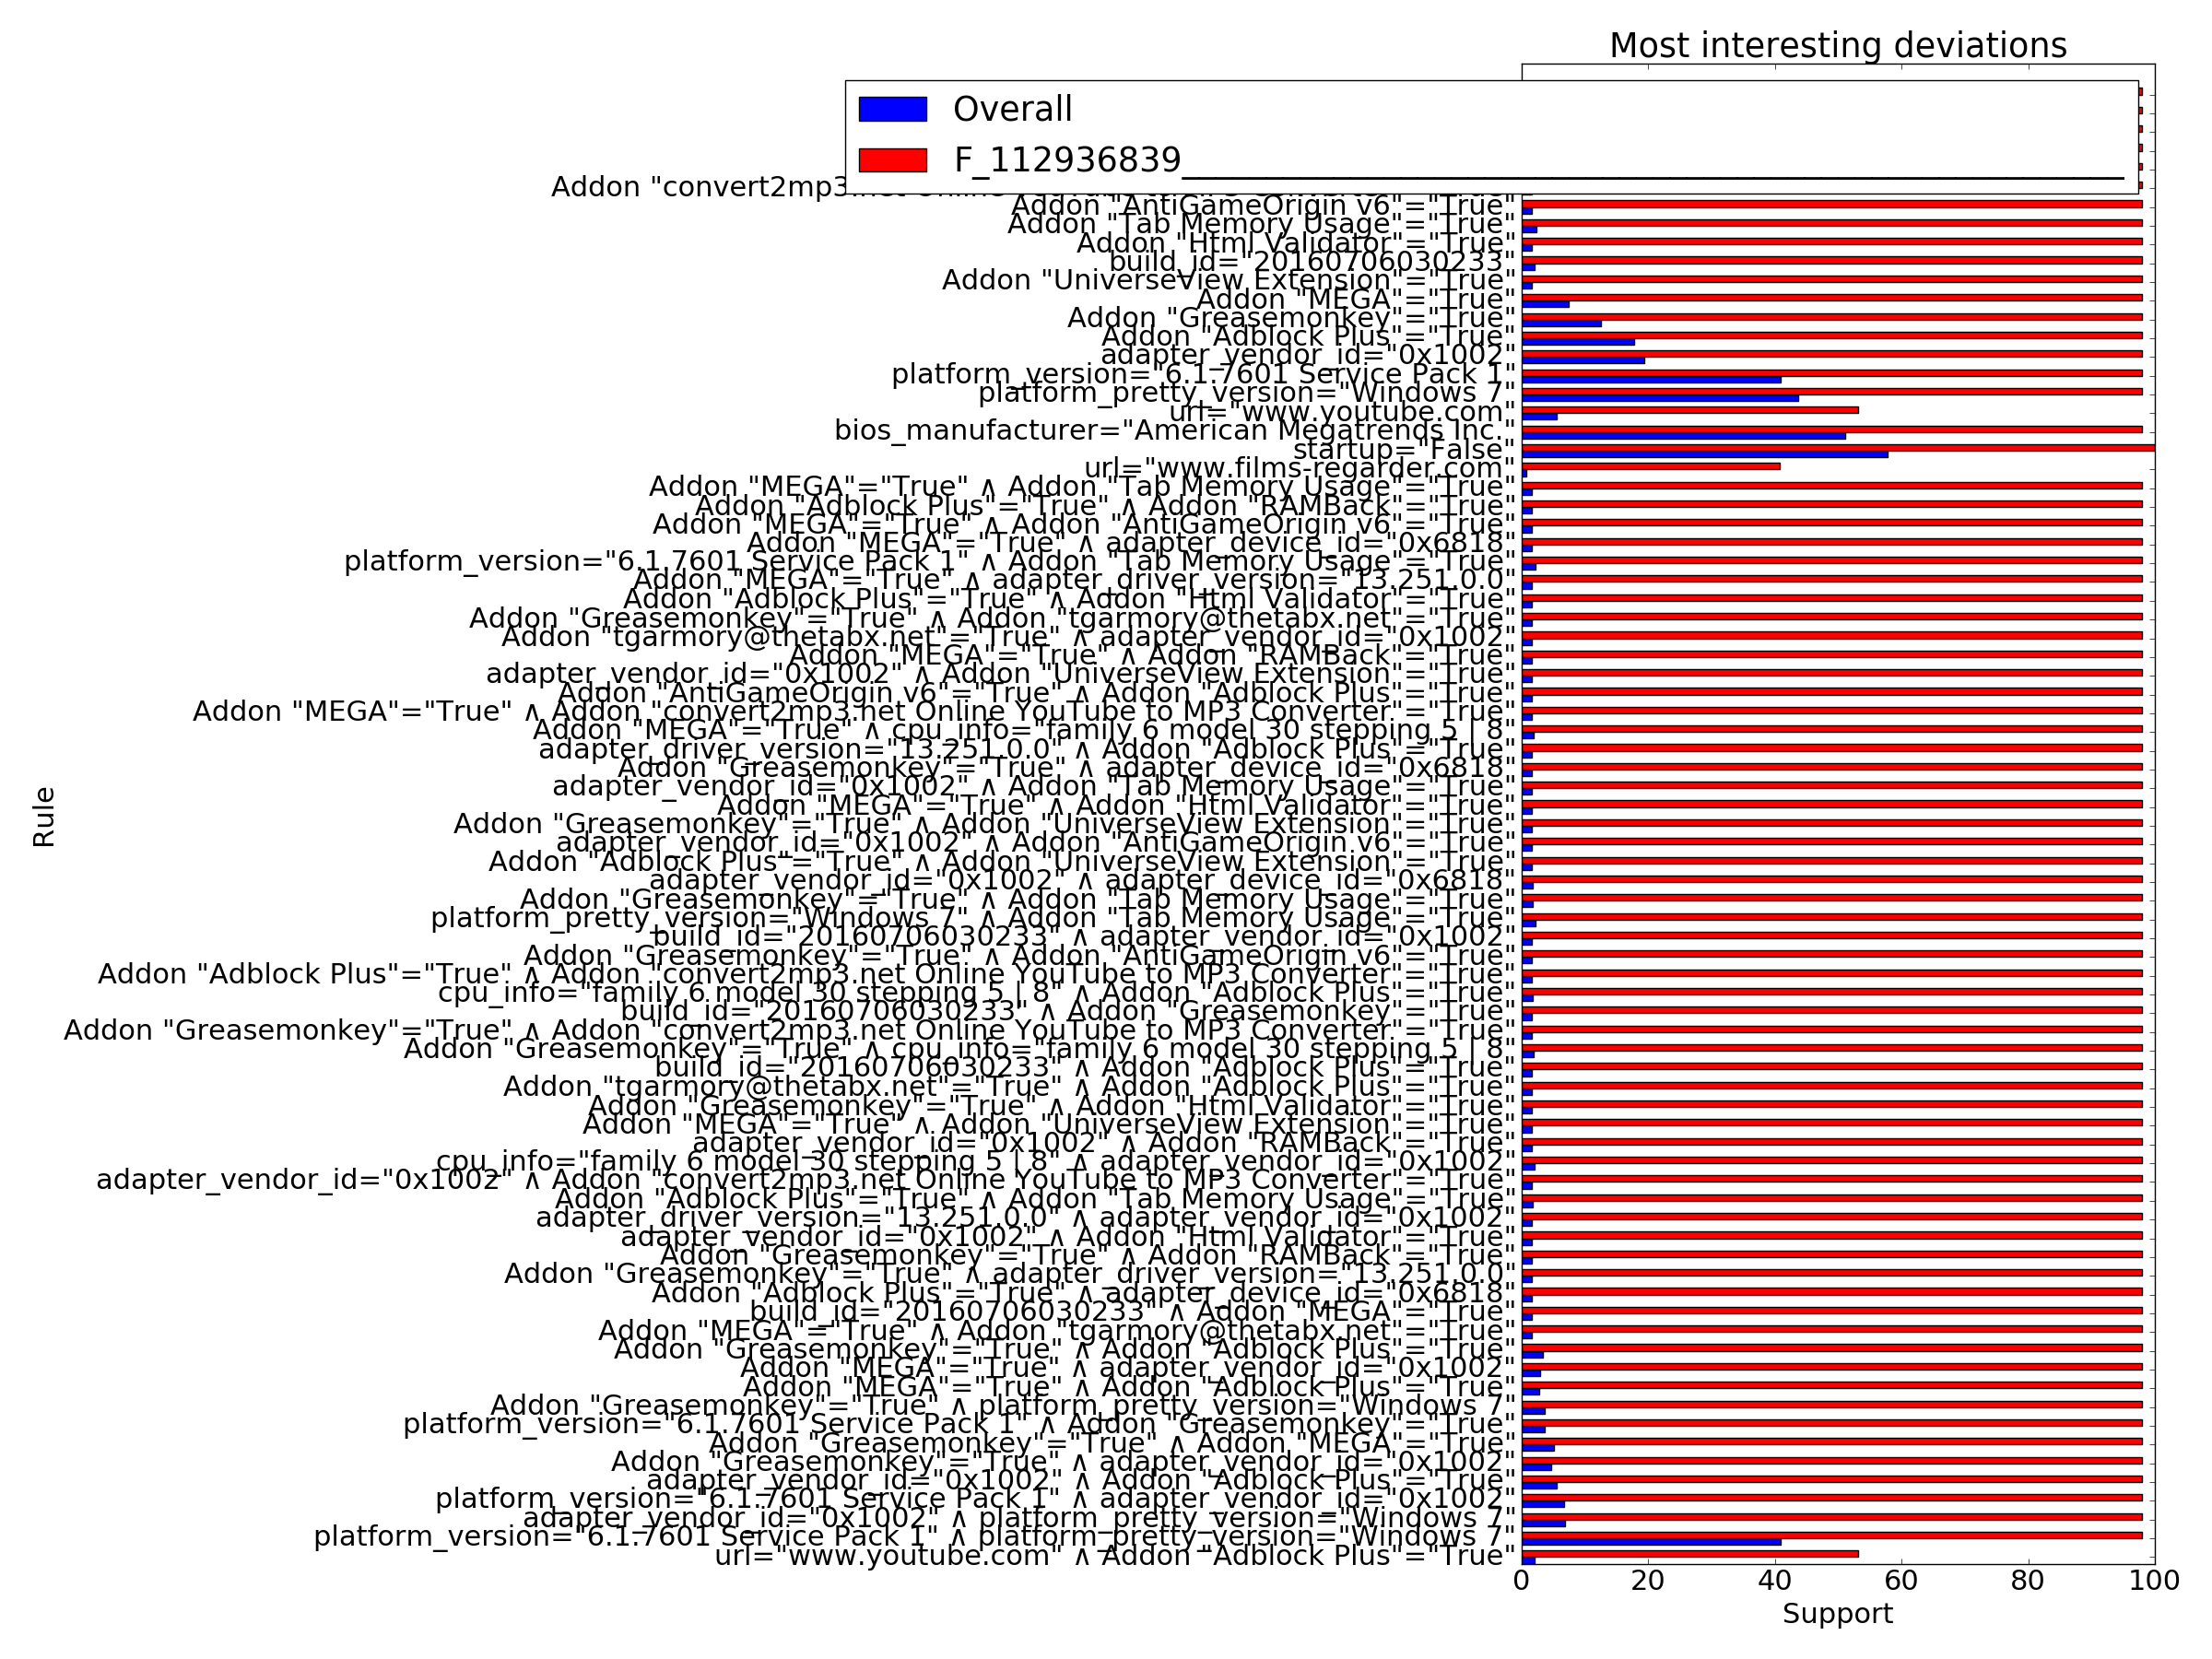 Most interesting deviations
Overall
F_112936839________________________________________________
Addon "convert2mp3.net Online YouTube to MP3 Converter"="True"
Addon "AntiGameOrigin v6"="True"
Addon "Tab Memory Usage"="True"
Addon "Html Validator"="True"
build_id="20160706030233"
Addon "UniverseView Extension"="True"
Addon "MEGA"="True"
Addon "Greasemonkey"="True"
Addon "Adblock Plus"="True"
adapter_vendor_id="0x1002"
platform_version="6.1.7601 Service Pack 1"
platform_pretty_version="Windows 7"
url="www.youtube.com"
bios_manufacturer="American Megatrends Inc."
startup="False"
url="www.films-regarder.com"
Addon "MEGA"="True" ∧ Addon "Tab Memory Usage"="True"
Addon "Adblock Plus"="True" ∧ Addon "RAMBack"="True"
Addon "MEGA"="True" ∧ Addon "AntiGameOrigin v6"="True"
Addon "MEGA"="True" ∧ adapter_device_id="0x6818"
platform_version="6.1.7601 Service Pack 1" ∧ Addon "Tab Memory Usage"="True"
Addon "MEGA"="True" ∧ adapter_driver_version="13.251.0.0"
Addon "Adblock Plus"="True" ∧ Addon "Html Validator"="True"
Addon "Greasemonkey"="True" ∧ Addon "tgarmory@thetabx.net"="True"
Addon "tgarmory@thetabx.net"="True" ∧ adapter_vendor_id="0x1002"
Addon "MEGA"="True" ∧ Addon "RAMBack"="True"
adapter_vendor_id="0x1002" ∧ Addon "UniverseView Extension"="True"
Addon "AntiGameOrigin v6"="True" ∧ Addon "Adblock Plus"="True"
Addon "MEGA"="True" ∧ Addon "convert2mp3.net Online YouTube to MP3 Converter"="True"
Addon "MEGA"="True" ∧ cpu_info="family 6 model 30 stepping 5 | 8"
adapter_driver_version="13.251.0.0" ∧ Addon "Adblock Plus"="True"
Addon "Greasemonkey"="True" ∧ adapter_device_id="0x6818"
adapter_vendor_id="0x1002" ∧ Addon "Tab Memory Usage"="True"
Addon "MEGA"="True" ∧ Addon "Html Validator"="True"
Addon "Greasemonkey"="True" ∧ Addon "UniverseView Extension"="True"
adapter_vendor_id="0x1002" ∧ Addon "AntiGameOrigin v6"="True"
Addon "Adblock Plus"="True" ∧ Addon "UniverseView Extension"="True"
adapter_vendor_id="0x1002" ∧ adapter_device_id="0x6818"
Addon "Greasemonkey"="True" ∧ Addon "Tab Memory Usage"="True"
platform_pretty_version="Windows 7" ∧ Addon "Tab Memory Usage"="True"
build_id="20160706030233" ∧ adapter_vendor_id="0x1002"
Addon "Greasemonkey"="True" ∧ Addon "AntiGameOrigin v6"="True"
Addon "Adblock Plus"="True" ∧ Addon "convert2mp3.net Online YouTube to MP3 Converter"="True"
cpu_info="family 6 model 30 stepping 5 | 8" ∧ Addon "Adblock Plus"="True"
build_id="20160706030233" ∧ Addon "Greasemonkey"="True"
Addon "Greasemonkey"="True" ∧ Addon "convert2mp3.net Online YouTube to MP3 Converter"="True"
Addon "Greasemonkey"="True" ∧ cpu_info="family 6 model 30 stepping 5 | 8"
build_id="20160706030233" ∧ Addon "Adblock Plus"="True"
Addon "tgarmory@thetabx.net"="True" ∧ Addon "Adblock Plus"="True"
Addon "Greasemonkey"="True" ∧ Addon "Html Validator"="True"
Addon "MEGA"="True" ∧ Addon "UniverseView Extension"="True"
adapter_vendor_id="0x1002" ∧ Addon "RAMBack"="True"
cpu_info="family 6 model 30 stepping 5 | 8" ∧ adapter_vendor_id="0x1002"
adapter_vendor_id="0x1002" ∧ Addon "convert2mp3.net Online YouTube to MP3 Converter"="True"
Addon "Adblock Plus"="True" ∧ Addon "Tab Memory Usage"="True"
adapter_driver_version="13.251.0.0" ∧ adapter_vendor_id="0x1002"
adapter_vendor_id="0x1002" ∧ Addon "Html Validator"="True"
Addon "Greasemonkey"="True" ∧ Addon "RAMBack"="True"
Addon "Greasemonkey"="True" ∧ adapter_driver_version="13.251.0.0"
Addon "Adblock Plus"="True" ∧ adapter_device_id="0x6818"
build_id="20160706030233" ∧ Addon "MEGA"="True"
Addon "MEGA"="True" ∧ Addon "tgarmory@thetabx.net"="True"
Addon "Greasemonkey"="True" ∧ Addon "Adblock Plus"="True"
Addon "MEGA"="True" ∧ adapter_vendor_id="0x1002"
Addon "MEGA"="True" ∧ Addon "Adblock Plus"="True"
Addon "Greasemonkey"="True" ∧ platform_pretty_version="Windows 7"
platform_version="6.1.7601 Service Pack 1" ∧ Addon "Greasemonkey"="True"
Addon "Greasemonkey"="True" ∧ Addon "MEGA"="True"
Addon "Greasemonkey"="True" ∧ adapter_vendor_id="0x1002"
adapter_vendor_id="0x1002" ∧ Addon "Adblock Plus"="True"
platform_version="6.1.7601 Service Pack 1" ∧ adapter_vendor_id="0x1002"
adapter_vendor_id="0x1002" ∧ platform_pretty_version="Windows 7"
platform_version="6.1.7601 Service Pack 1" ∧ platform_pretty_version="Windows 7"
url="www.youtube.com" ∧ Addon "Adblock Plus"="True"
Rule
0 20 40 60 80 100
Support